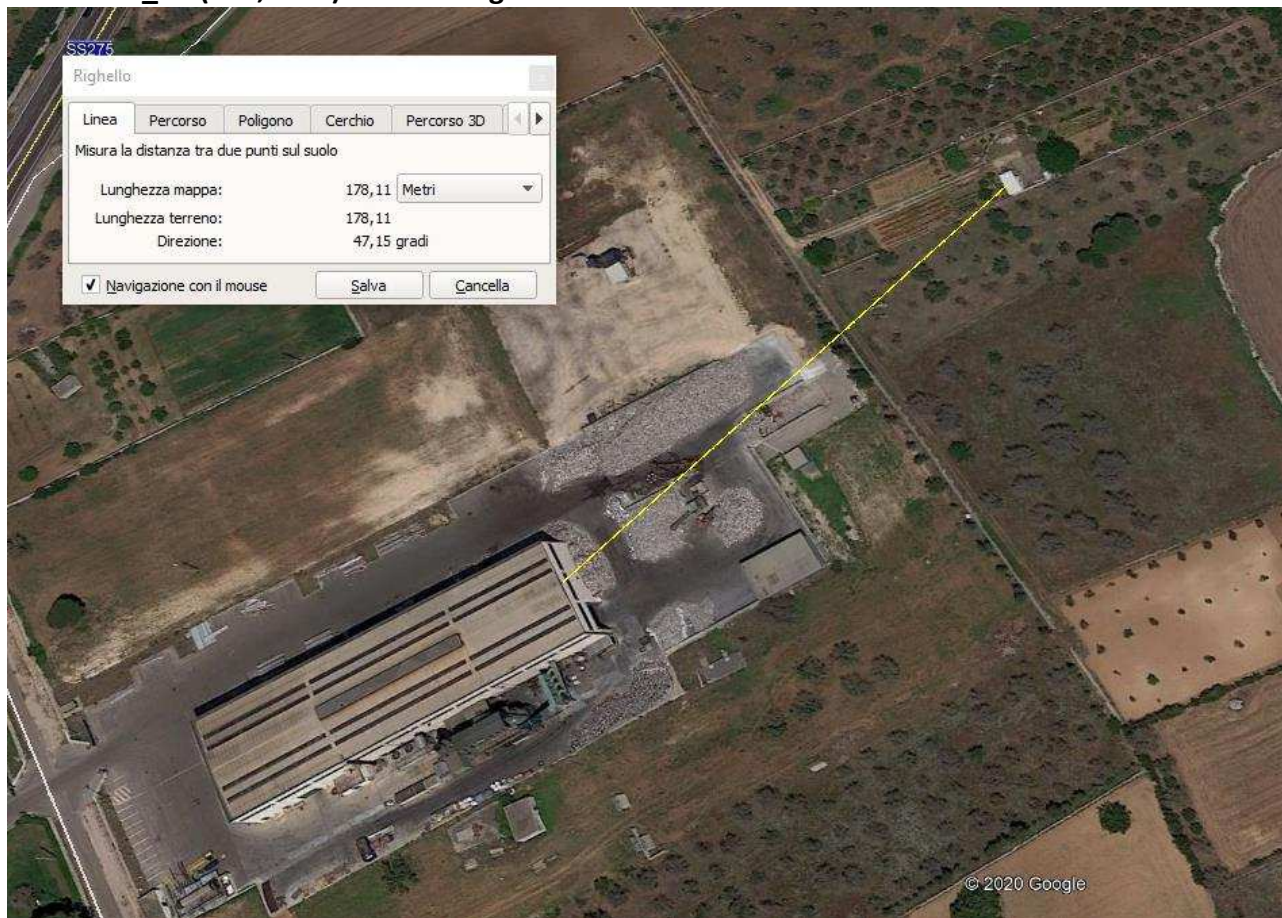 SS275
Righello
Linea Percorso Poligono Cerchio Percorso 3D
Misura la distanza tra due punti sul suolo
Lunghezza mappa: 178,11 Metri
Lunghezza terreno: 178,11
Direzione: 47,15 gradi
Navigazione con il mouse Salva Cancella
© 2020 Google